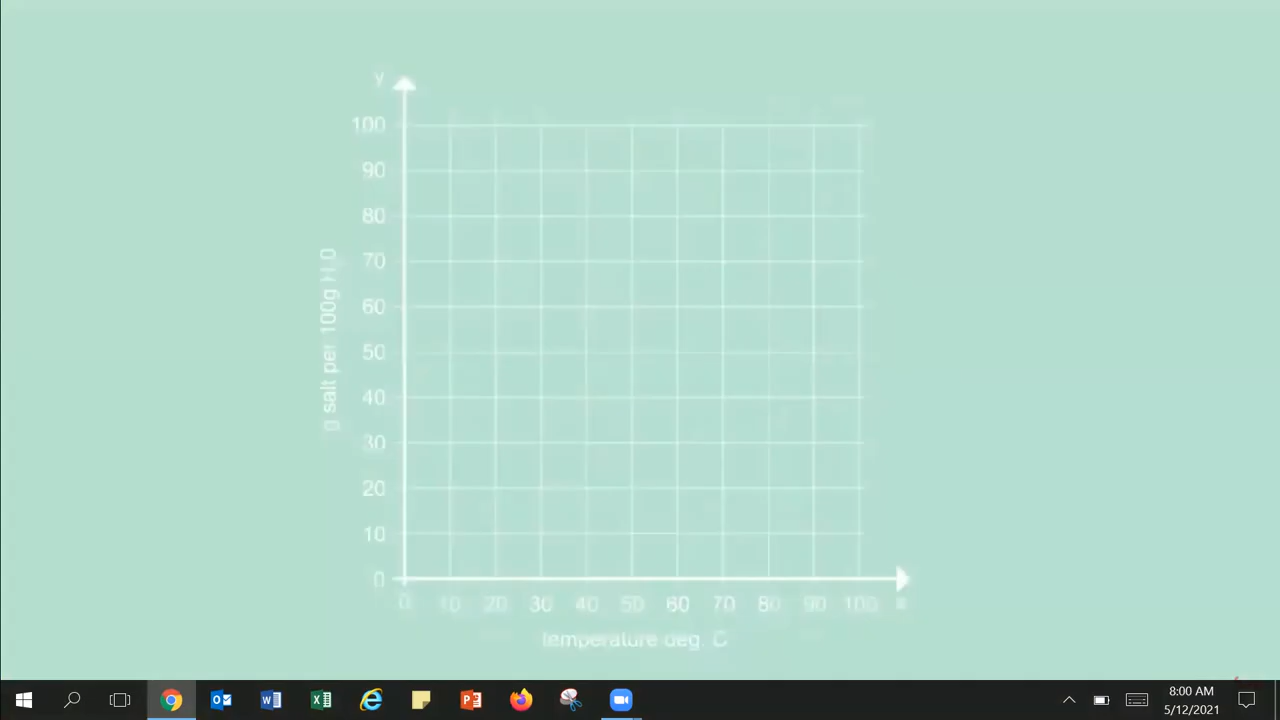 y
100
90
80
70
60
50
40
30
20
10
0
g salt per 100g H 0
0 10 20 30 40 50 60 70 80 90 100
temperature deg. C
8:00 AM
5/12/2021